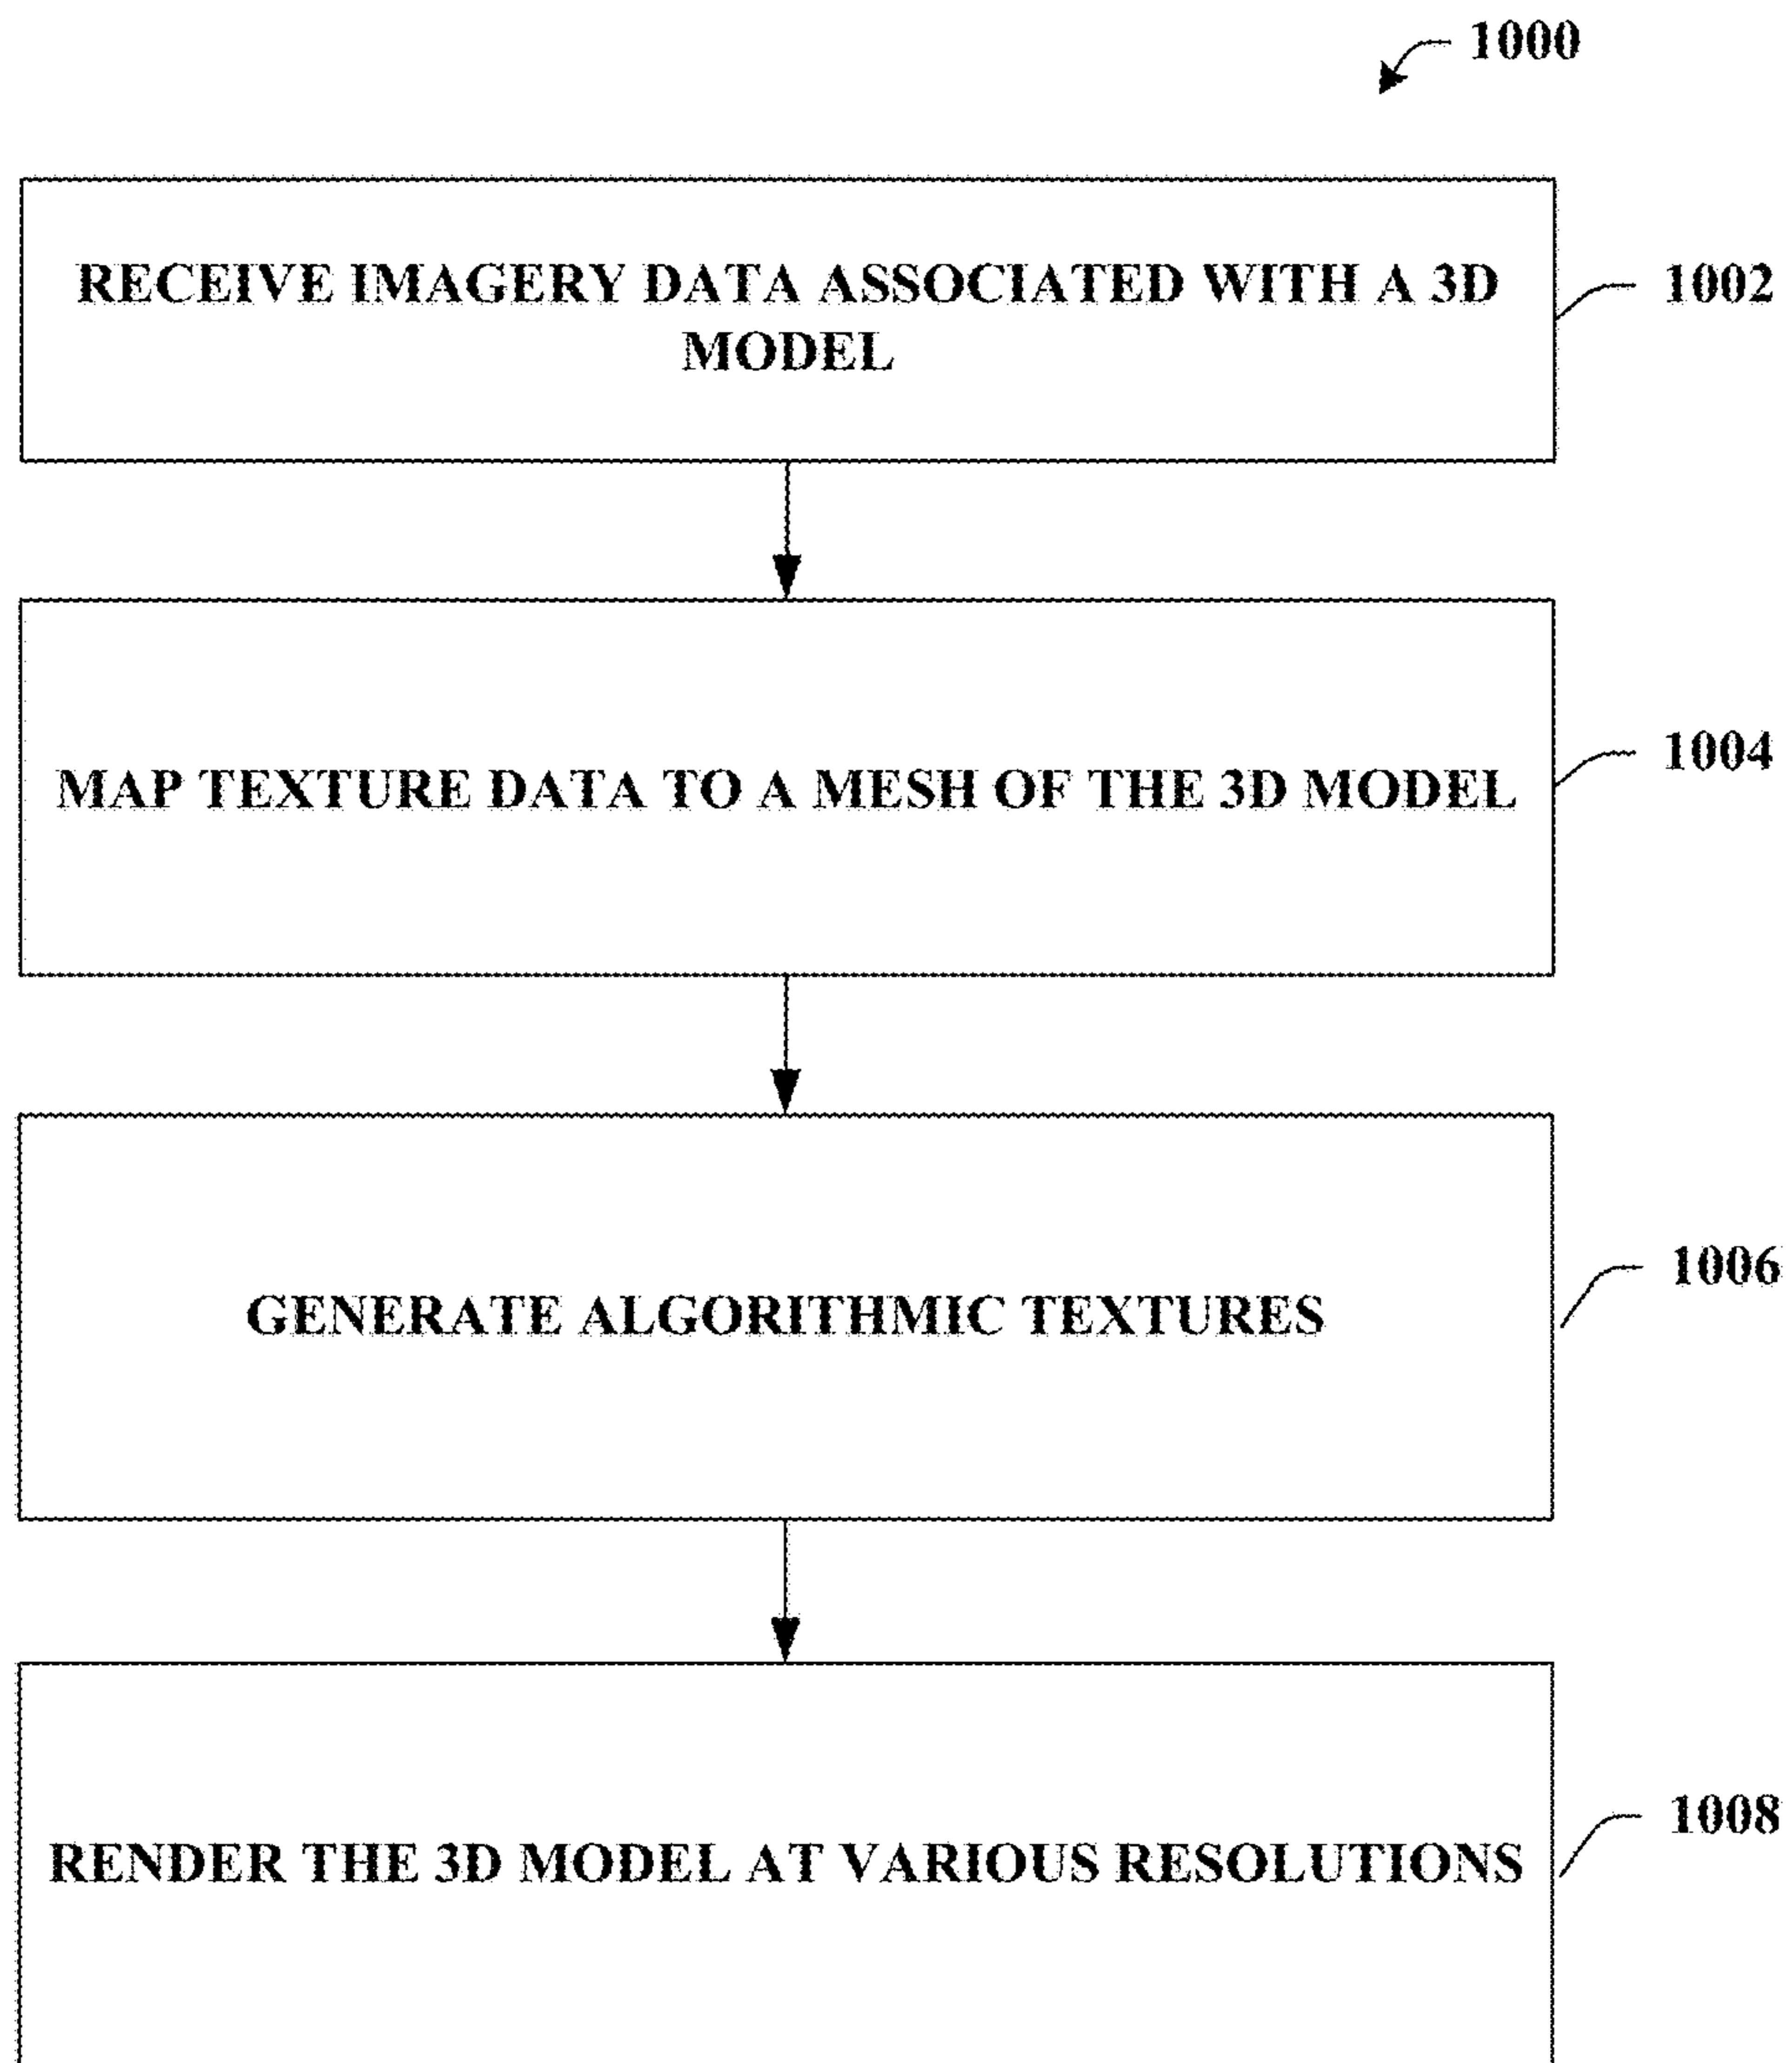 1000
RECEIVE IMAGERY DATA ASSOCIATED WITH A 3D
MODEL
1002
MAP TEXTURE DATA TO A MESH OF THE 3D MODEL
1004
GENERATE ALGORITHMIC TEXTURES
1006
RENDER THE 3D MODEL AT VARIOUS RESOLUTIONS
1008